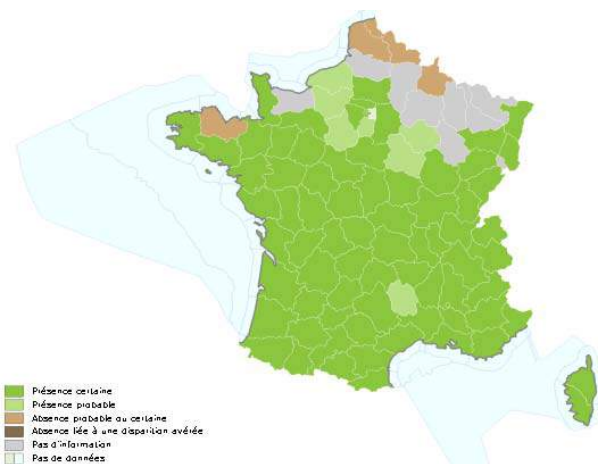 Présence certaine
Présence probable
Absence probable ou certaine
Absence liée à une disparition avérée
Pas d'information
Pas de données